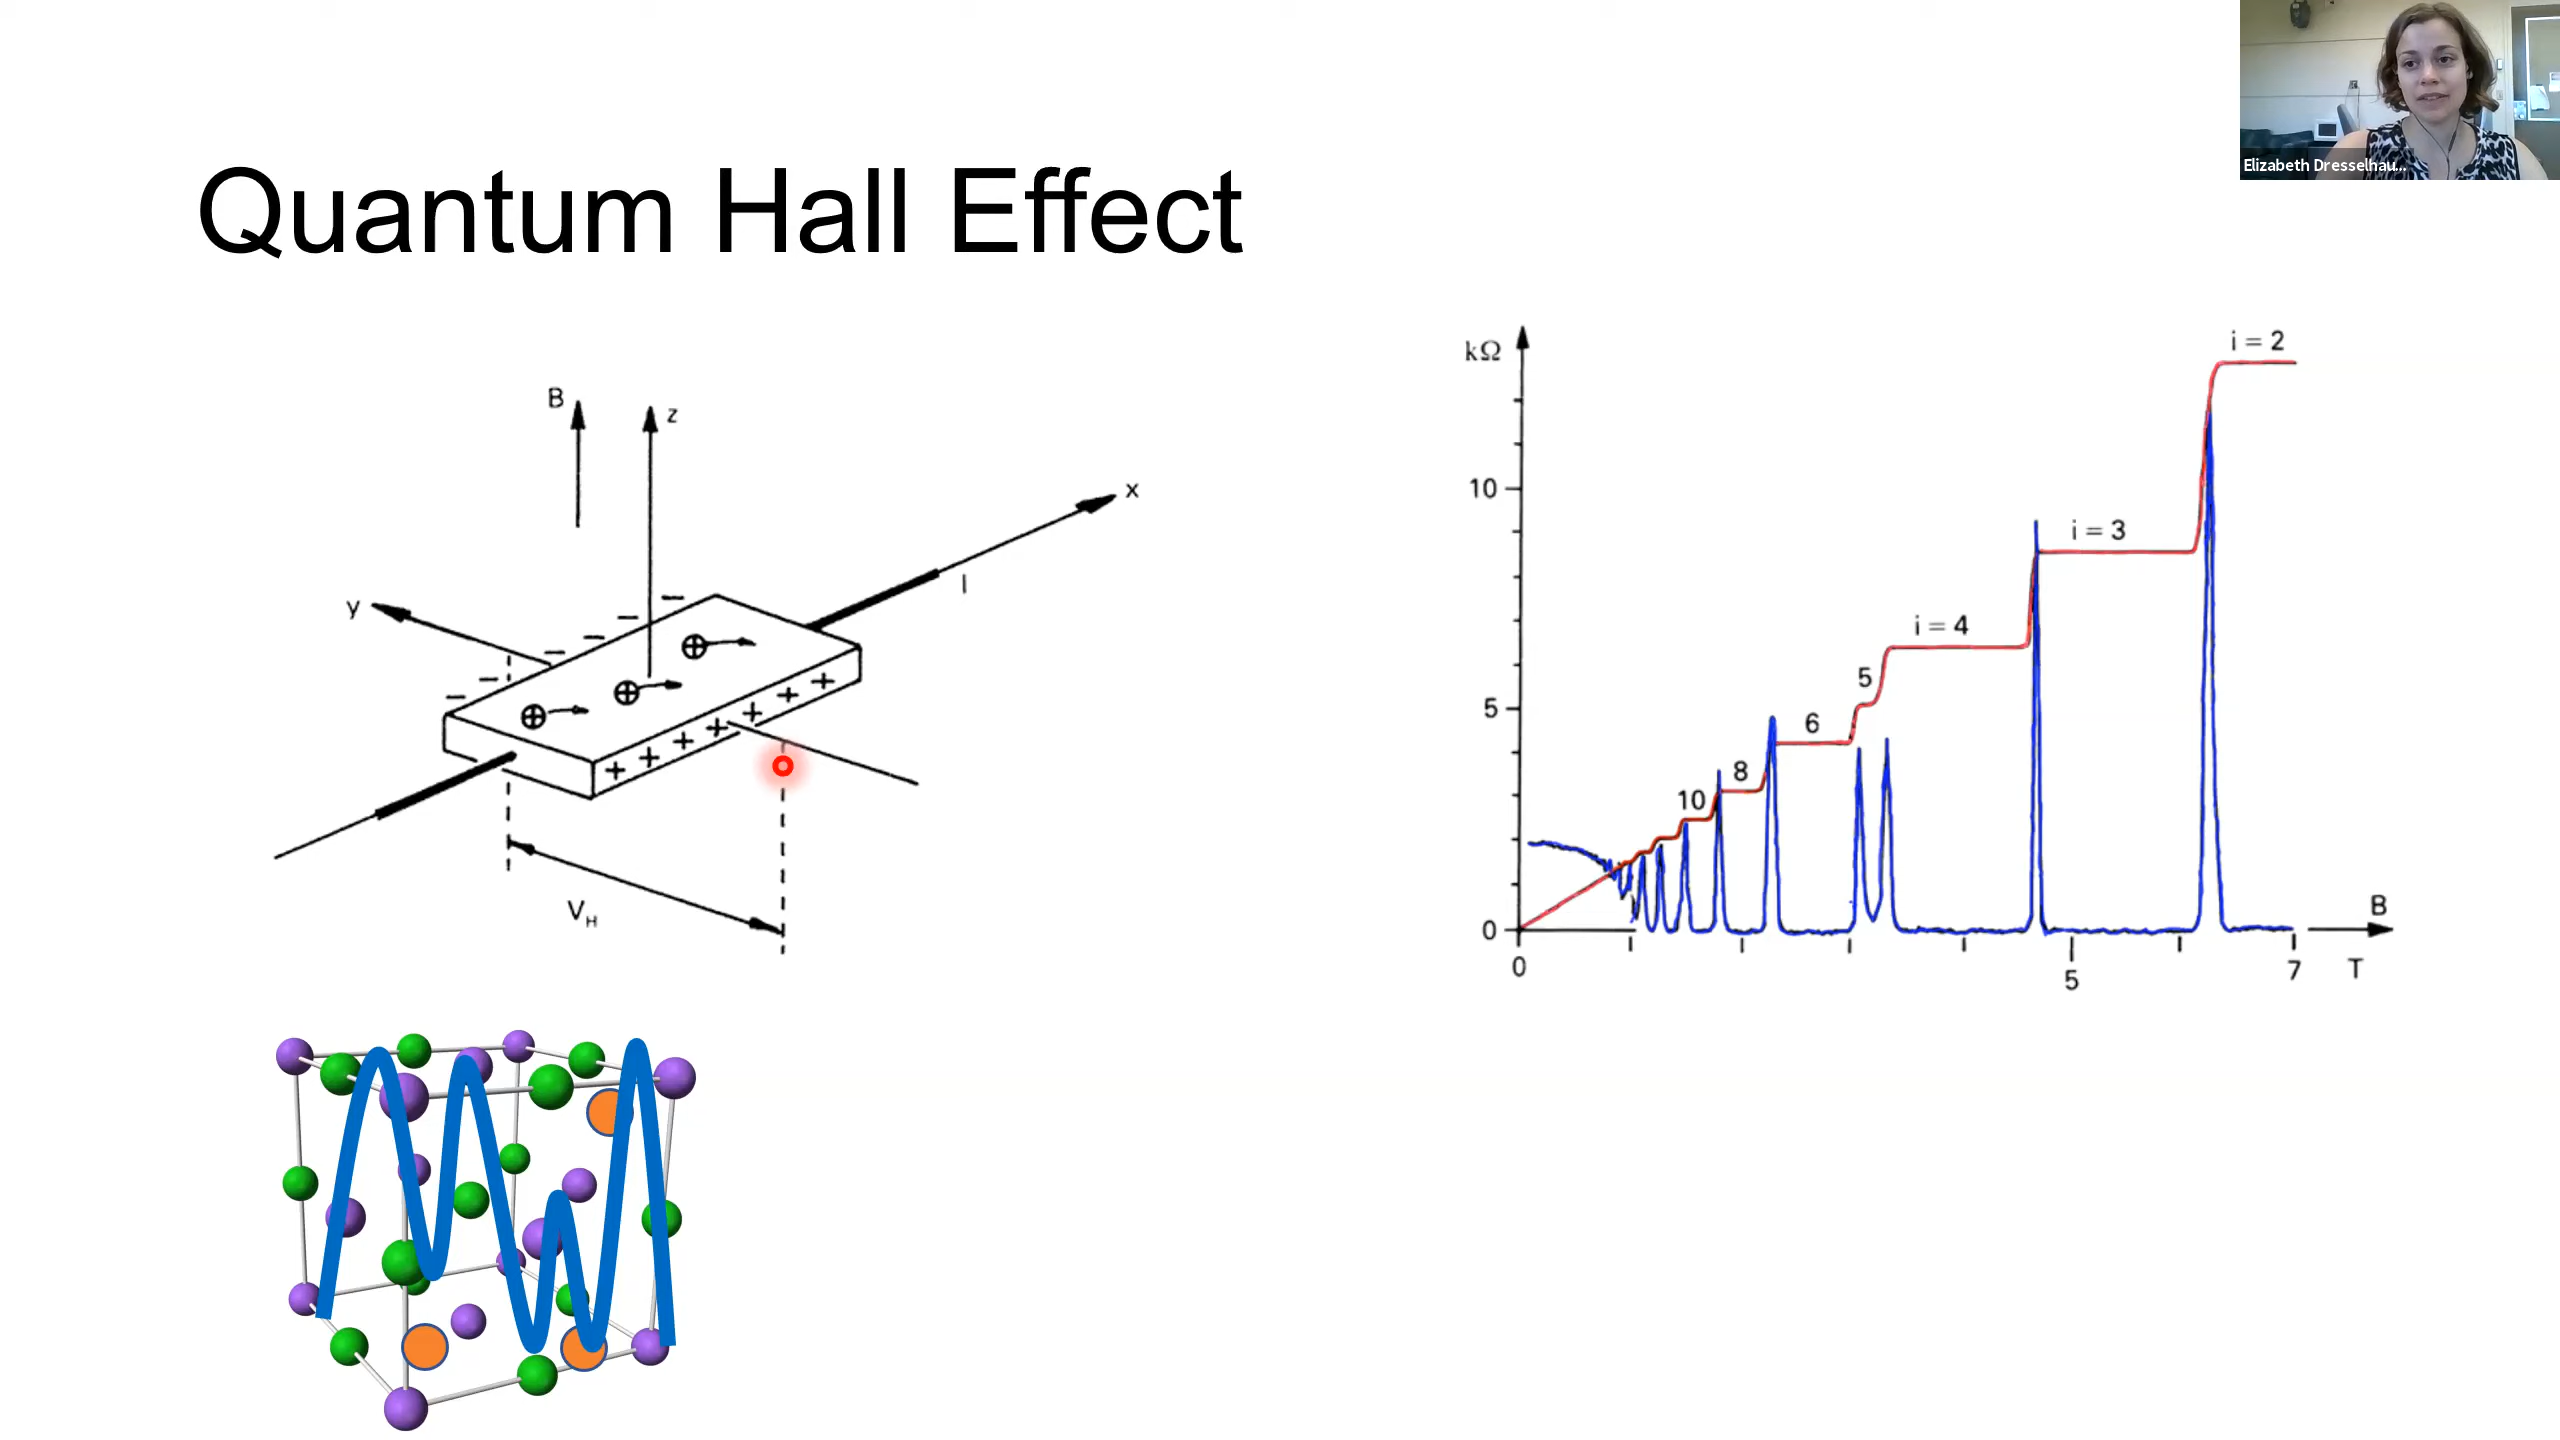 Elizabeth Dresselhau...
Quantum Hall Effect
B
z
x
y
I
V_H
kΩ
10
5
0
i = 2
i = 3
i = 4
5
6
8
10
B
0
5
7
T